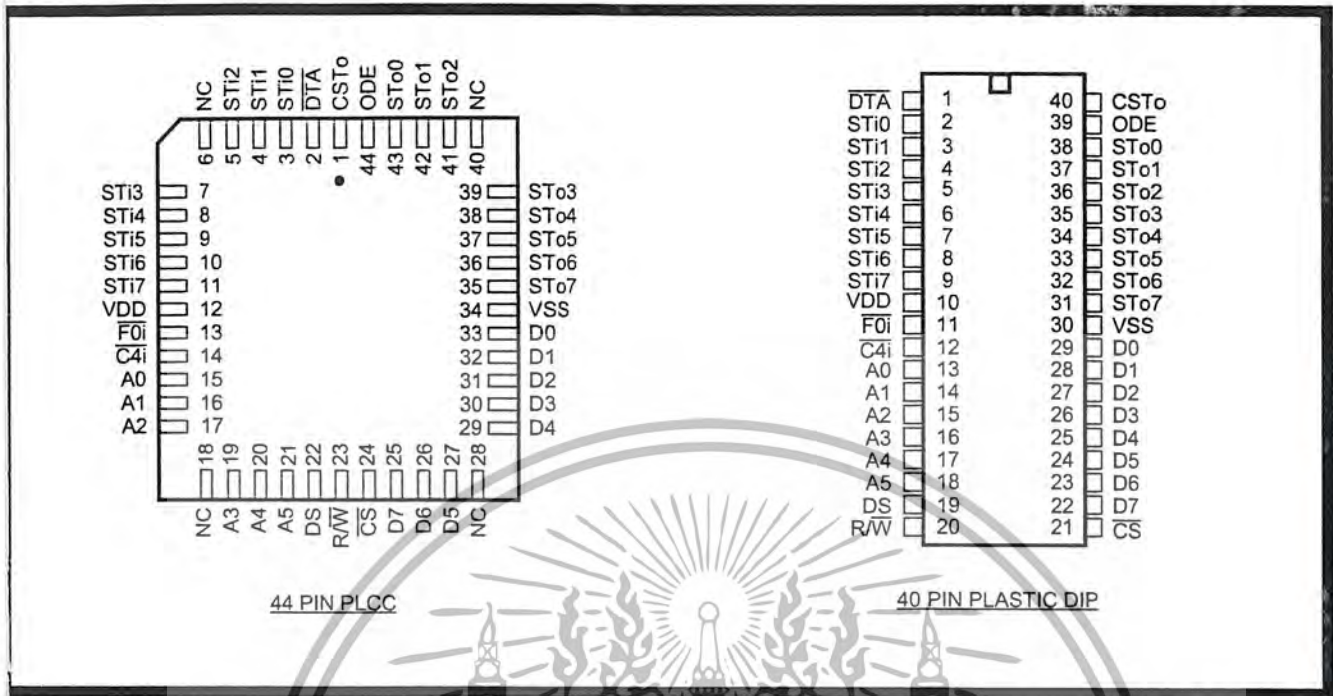 NC STi2 STi1 STi0 DTA CSTo ODE STo0 STo1 STo2 NC
6 5 4 3 2 1 44 43 42 41 40
STi3 7 39 STo3
STi4 8 38 STo4
STi5 9 37 STo5
STi6 10 36 STo6
STi7 11 35 STo7
VDD 12 34 VSS
F0i 13 33 D0
C4i 14 32 D1
A0 15 31 D2
A1 16 30 D3
A2 17 29 D4
18 19 20 21 22 23 24 25 26 27 28
NC A3 A4 A5 DS R/W CS D7 D6 D5 NC
44 PIN PLCC
DTA 1 40 CSTo
STi0 2 39 ODE
STi1 3 38 STo0
STi2 4 37 STo1
STi3 5 36 STo2
STi4 6 35 STo3
STi5 7 34 STo4
STi6 8 33 STo5
STi7 9 32 STo6
VDD 10 31 STo7
F0i 11 30 VSS
C4i 12 29 D0
A0 13 28 D1
A1 14 27 D2
A2 15 26 D3
A3 16 25 D4
A4 17 24 D5
A5 18 23 D6
DS 19 22 D7
R/W 20 21 CS
40 PIN PLASTIC DIP